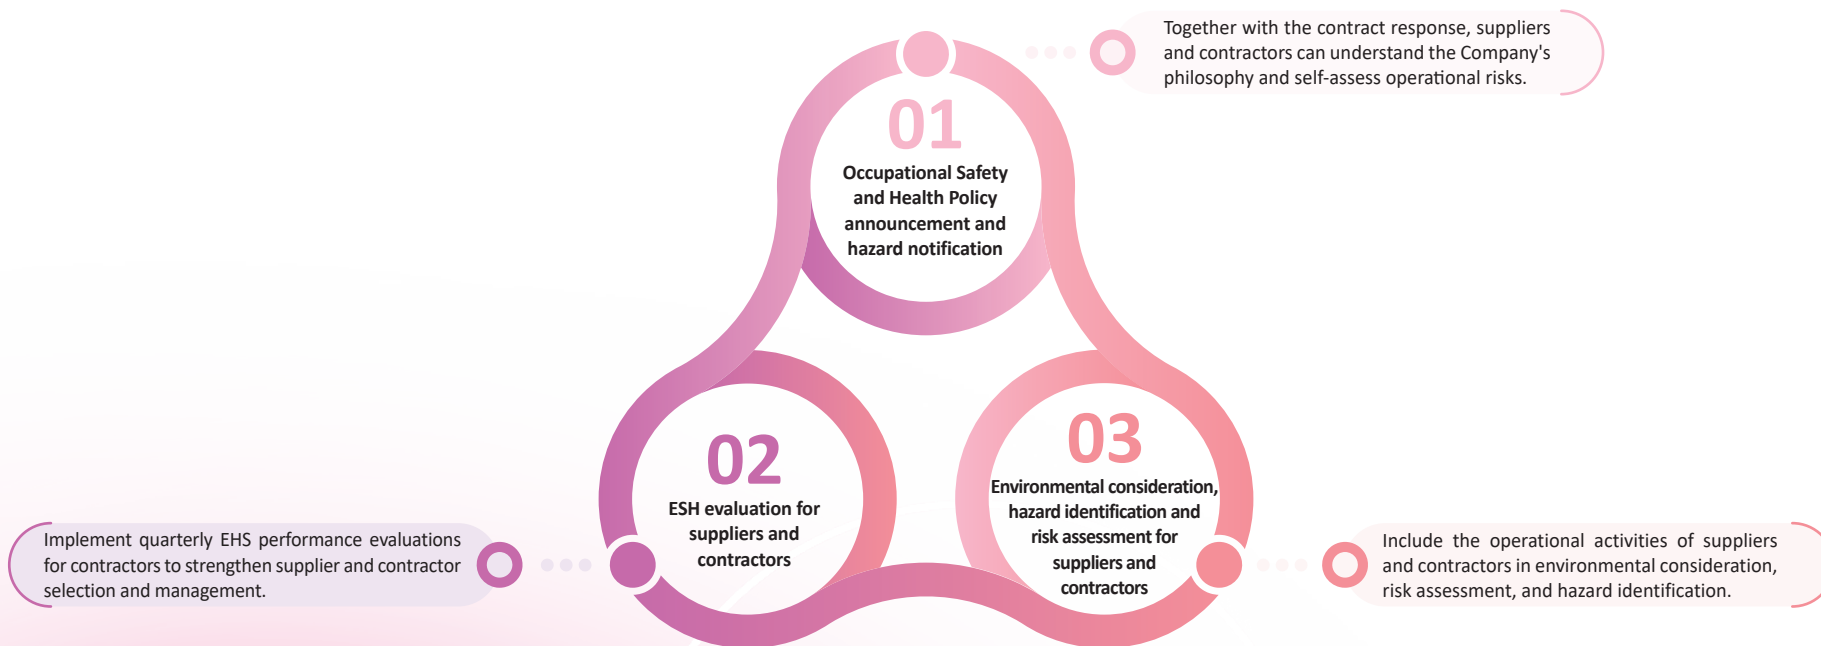 Together with the contract response, suppliers
and contractors can understand the Company's
philosophy and self-assess operational risks.
01
Occupational Safety
and Health Policy
announcement and
hazard notification
02
ESH evaluation for
suppliers and
contractors
Implement quarterly EHS performance evaluations
for contractors to strengthen supplier and contractor
selection and management.
03
Environmental consideration,
hazard identification and
risk assessment for
suppliers and
contractors
Include the operational activities of suppliers
and contractors in environmental consideration,
risk assessment, and hazard identification.